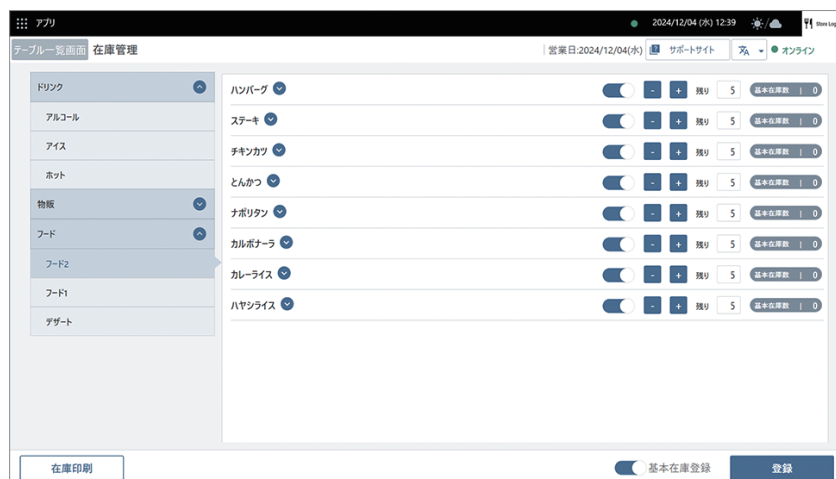 アプリ 2024/12/04 (水) 12:39 / Store Log
テーブル一覧画面 在庫管理 営業日:2024/12/04(水) サポートサイト オンライン
ドリンク
アルコール
アイス
ホット
物販
フード
フード2
フード1
デザート
ハンバーグ - + 残り 5 基本在庫数 | 0
ステーキ - + 残り 5 基本在庫数 | 0
チキンカツ - + 残り 5 基本在庫数 | 0
とんかつ - + 残り 5 基本在庫数 | 0
ナポリタン - + 残り 5 基本在庫数 | 0
カルボナーラ - + 残り 5 基本在庫数 | 0
カレーライス - + 残り 5 基本在庫数 | 0
ハヤシライス - + 残り 5 基本在庫数 | 0
在庫印刷 基本在庫登録 登録